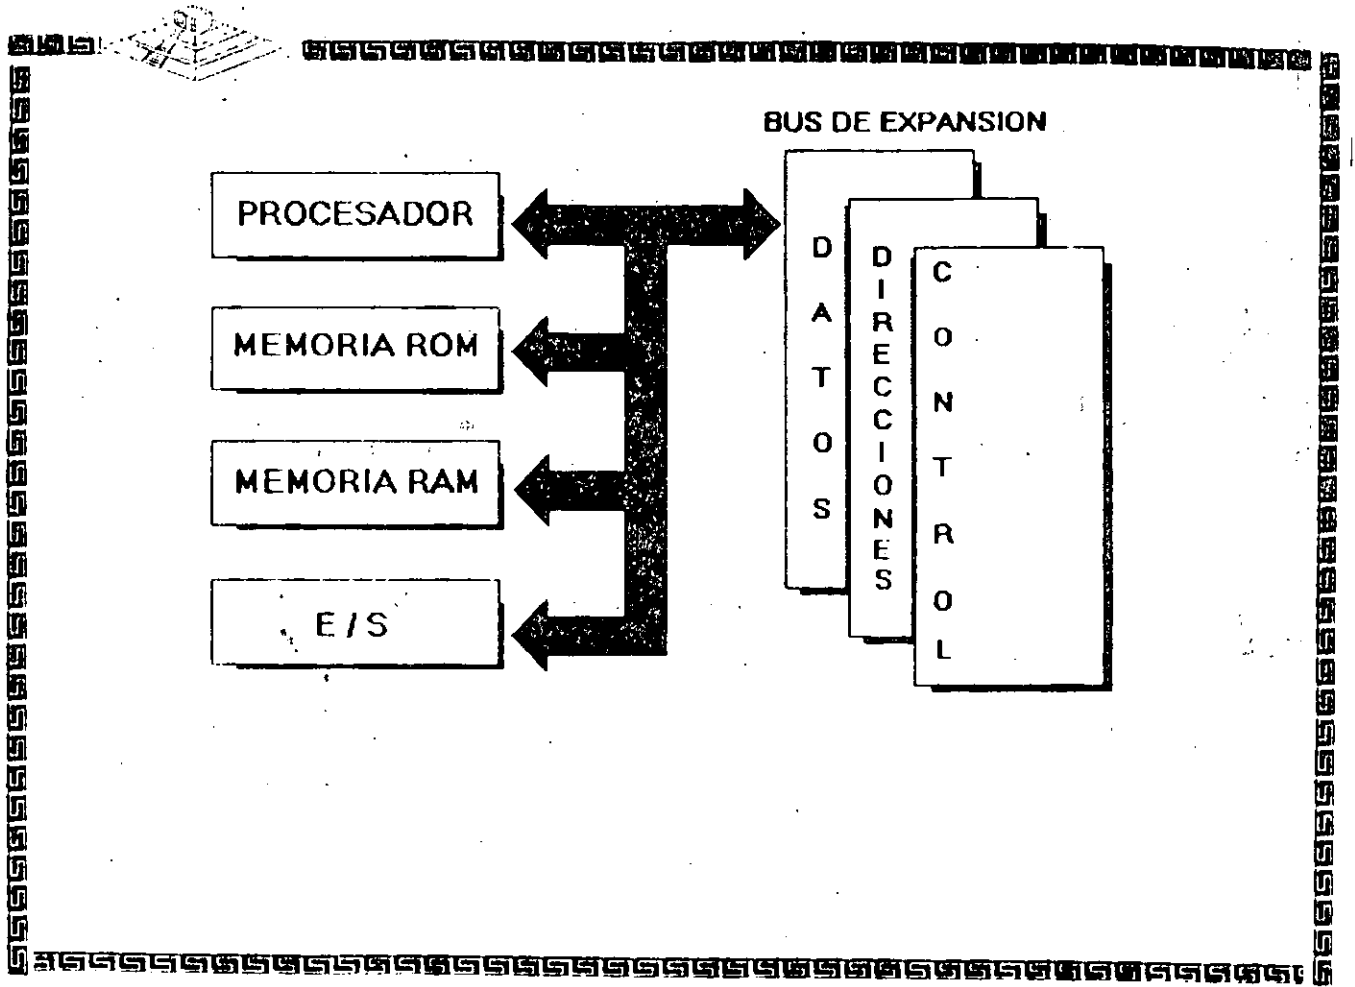 BUS DE EXPANSION
PROCESADOR
MEMORIA ROM
MEMORIA RAM
E / S
DATOS
DIRECCIONES
CONTROL